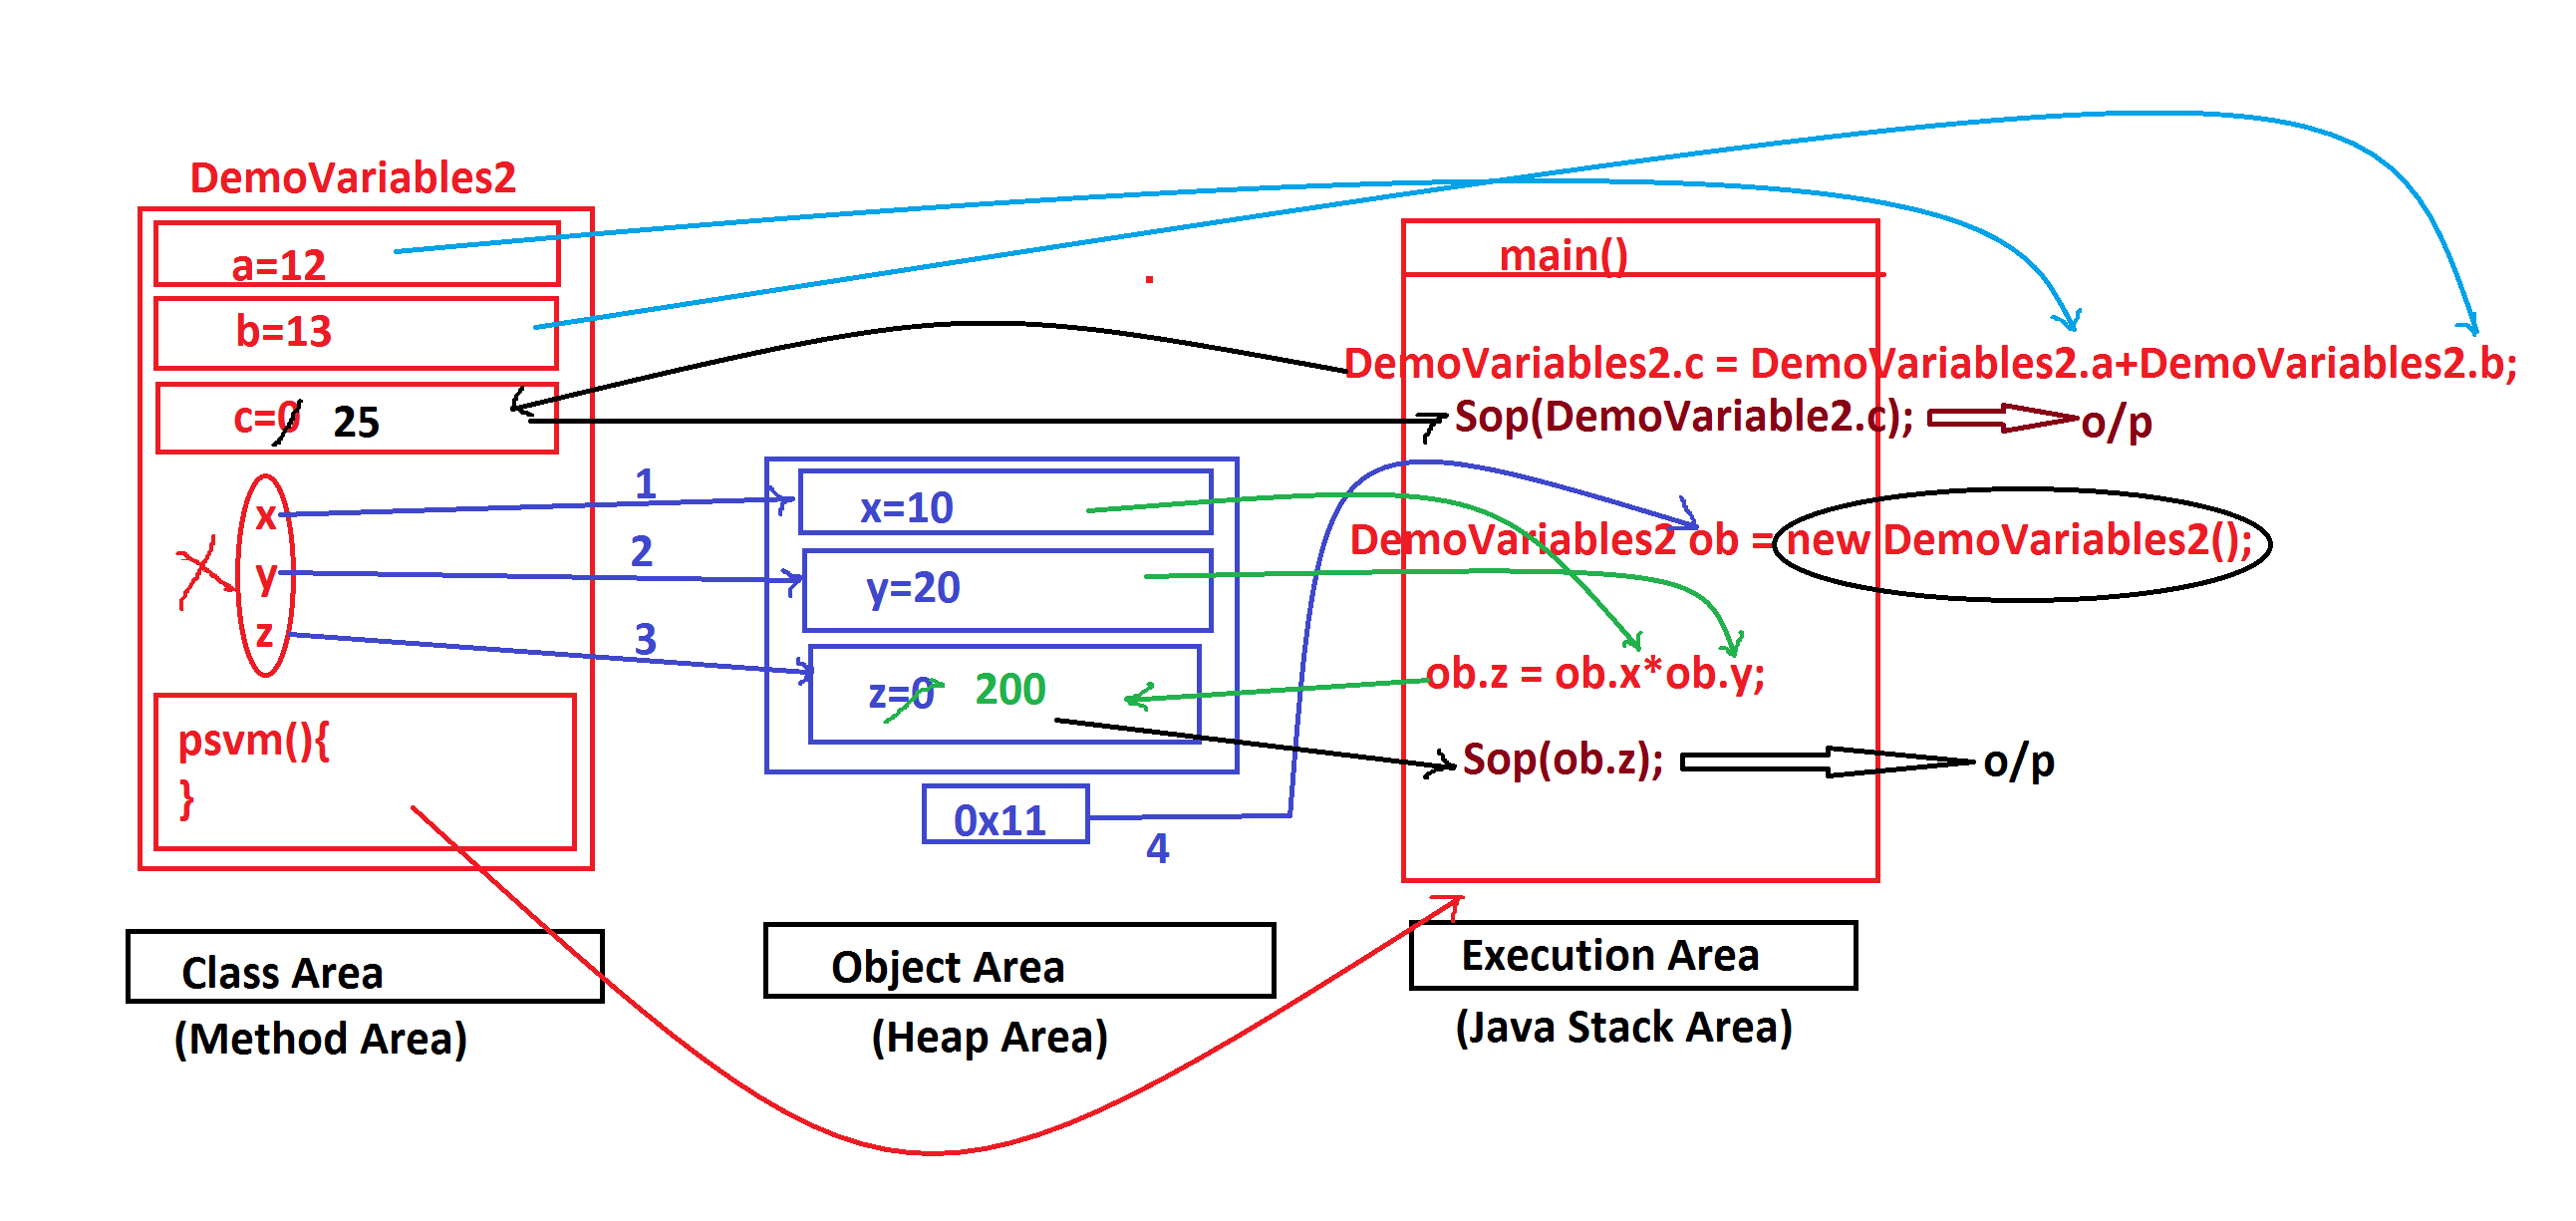 DemoVariables2
a=12
b=13
c=0 25
x
y
z
psvm(){
}
Class Area
(Method Area)
1
2
3
x=10
y=20
z=0 200
0x11
4
Object Area
(Heap Area)
main()
DemoVariables2.c = DemoVariables2.a+DemoVariables2.b;
Sop(DemoVariable2.c); o/p
DemoVariables2 ob = new DemoVariables2();
ob.z = ob.x*ob.y;
Sop(ob.z); o/p
Execution Area
(Java Stack Area)